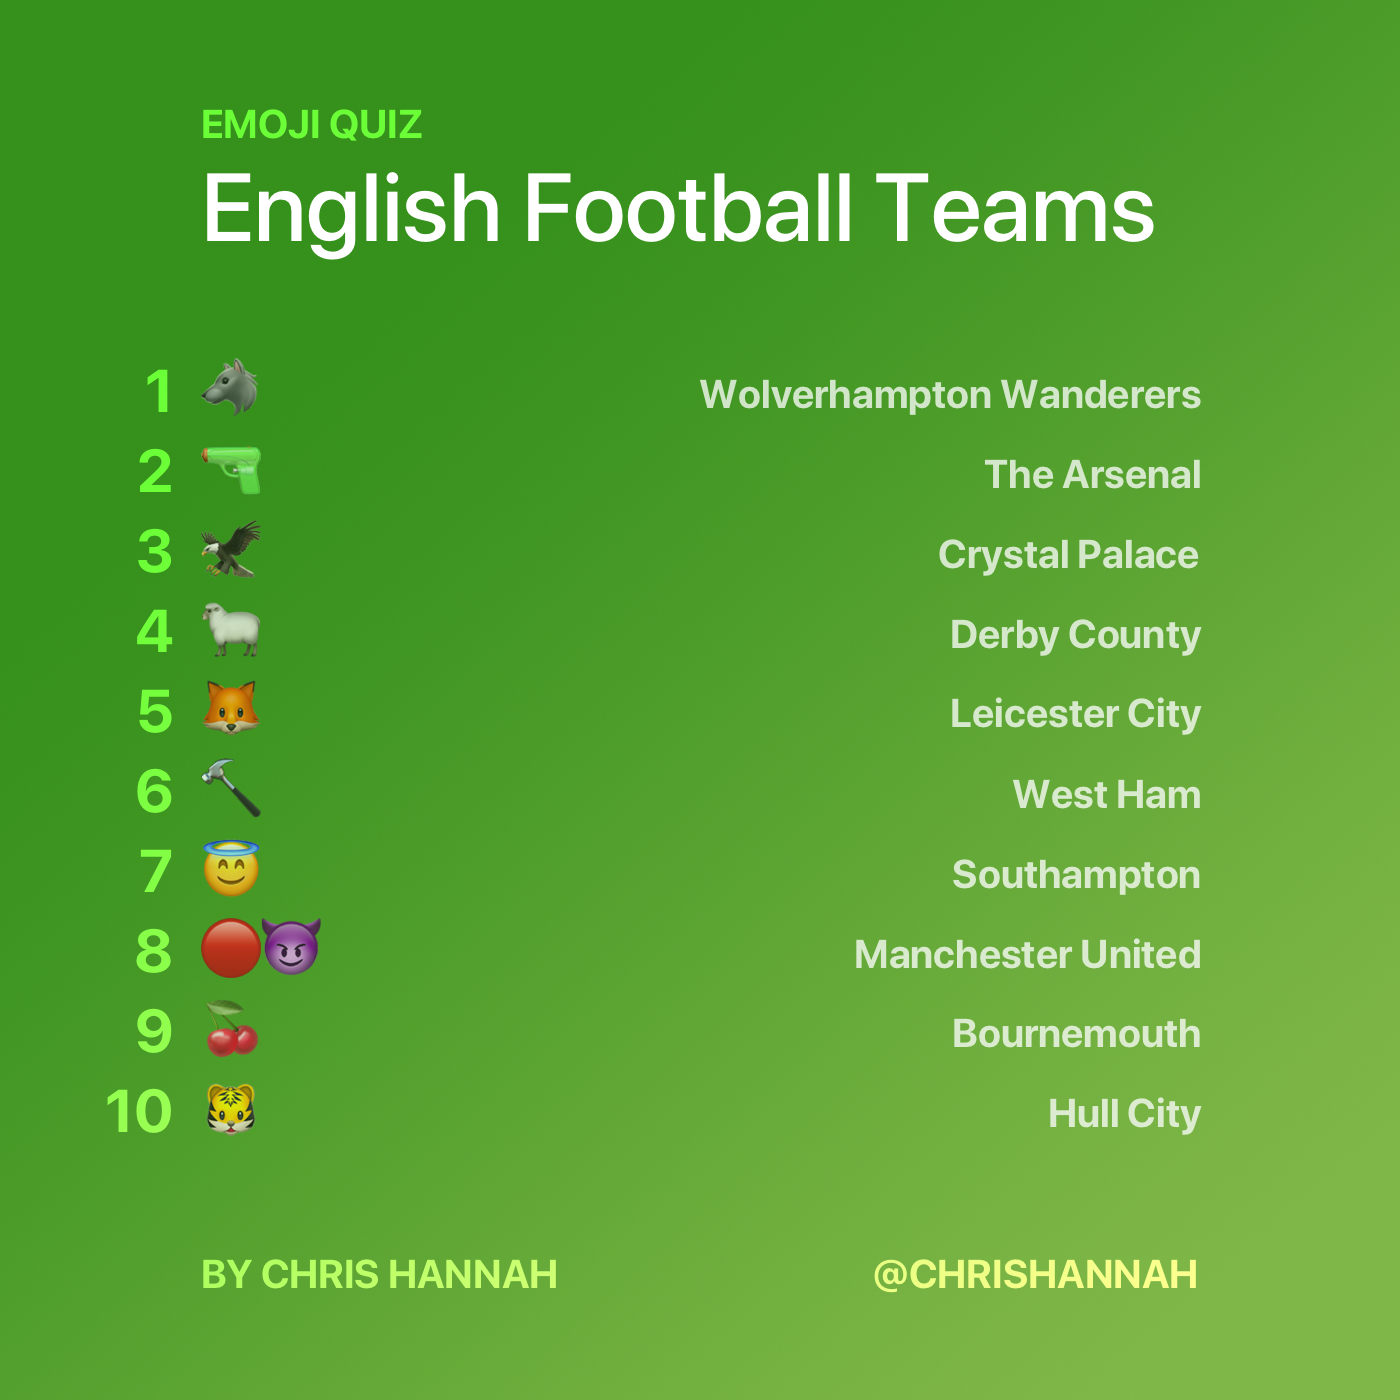 EMOJI QUIZ
English Football Teams
1 🐺 Wolverhampton Wanderers
2 🔫 The Arsenal
3 🦅 Crystal Palace
4 🐑 Derby County
5 🦊 Leicester City
6 🔨 West Ham
7 😇 Southampton
8 🔴😈 Manchester United
9 🍒 Bournemouth
10 🐯 Hull City
BY CHRIS HANNAH @CHRISHANNAH